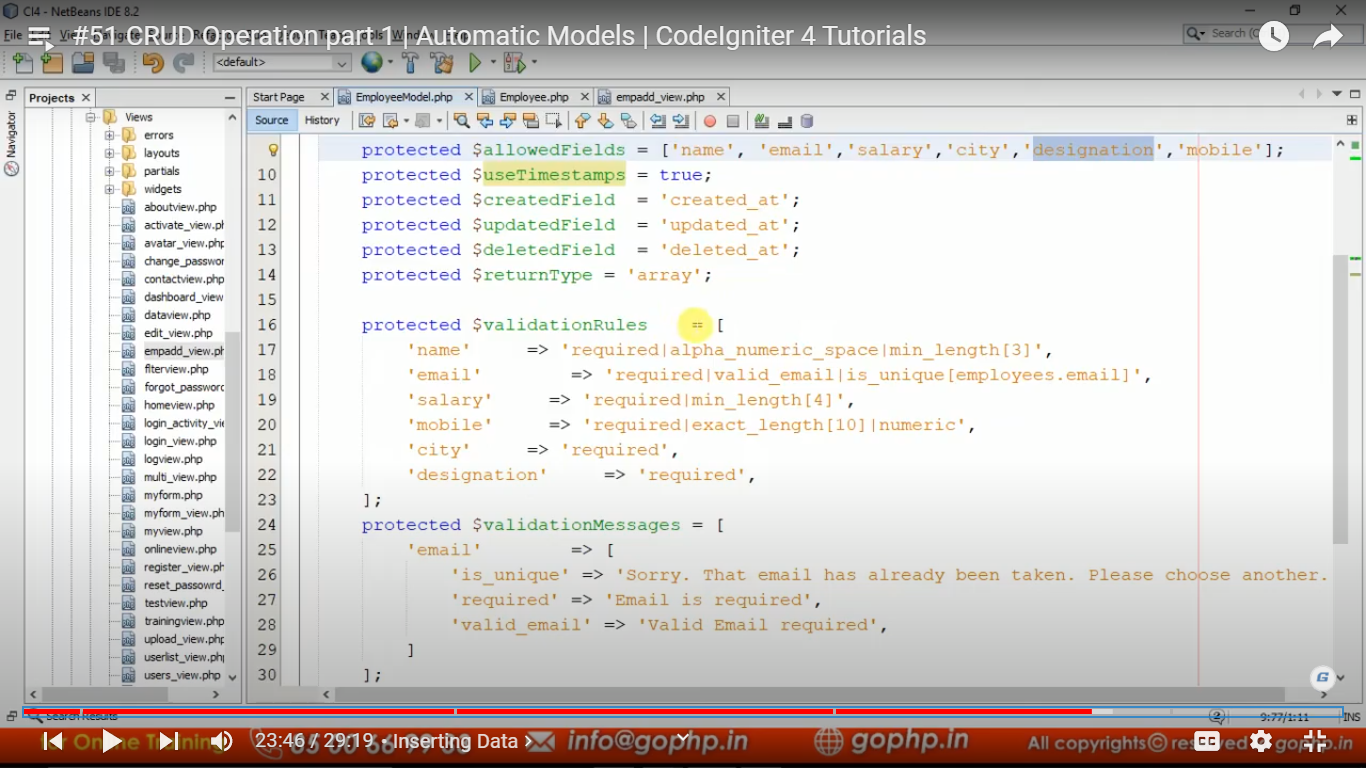 CI4 - NetBeans IDE 8.2
#51 CRUD Operation part 1 | Automatic Models | CodeIgniter 4 Tutorials
File
Search (C
<default>
Projects
Start Page
EmployeeModel.php
Employee.php
empadd_view.php
Navigator
Source
History
Views
errors
layouts
partials
widgets
aboutview.php
activate_view.ph
avatar_view.php
change_passwor
contactview.php
dashboard_view
dataview.php
edit_view.php
empadd_view.ph
flterview.php
forgot_password
homeview.php
login_activity_vie
login_view.php
logview.php
multi_view.php
myform.php
myform_view.ph
myview.php
onlineview.php
register_view.ph
reset_passowrd_
testview.php
trainingview.php
upload_view.php
userlist_view.ph
users_view.php
protected $allowedFields = ['name', 'email','salary','city','designation','mobile'];
10 protected $useTimestamps = true;
11 protected $createdField = 'created_at';
12 protected $updatedField = 'updated_at';
13 protected $deletedField = 'deleted_at';
14 protected $returnType = 'array';
15
16 protected $validationRules = [
17 'name' => 'required|alpha_numeric_space|min_length[3]',
18 'email' => 'required|valid_email|is_unique[employees.email]',
19 'salary' => 'required|min_length[4]',
20 'mobile' => 'required|exact_length[10]|numeric',
21 'city' => 'required',
22 'designation' => 'required',
23 ];
24 protected $validationMessages = [
25 'email' => [
26 'is_unique' => 'Sorry. That email has already been taken. Please choose another.
27 'required' => 'Email is required',
28 'valid_email' => 'Valid Email required',
29 ]
30 ];
G
Search Results
9:77/1:11
INS
for Online Training
23:46 / 29:19 • Inserting Data
info@gophp.in
gophp.in
All copyrights© reserved
CC